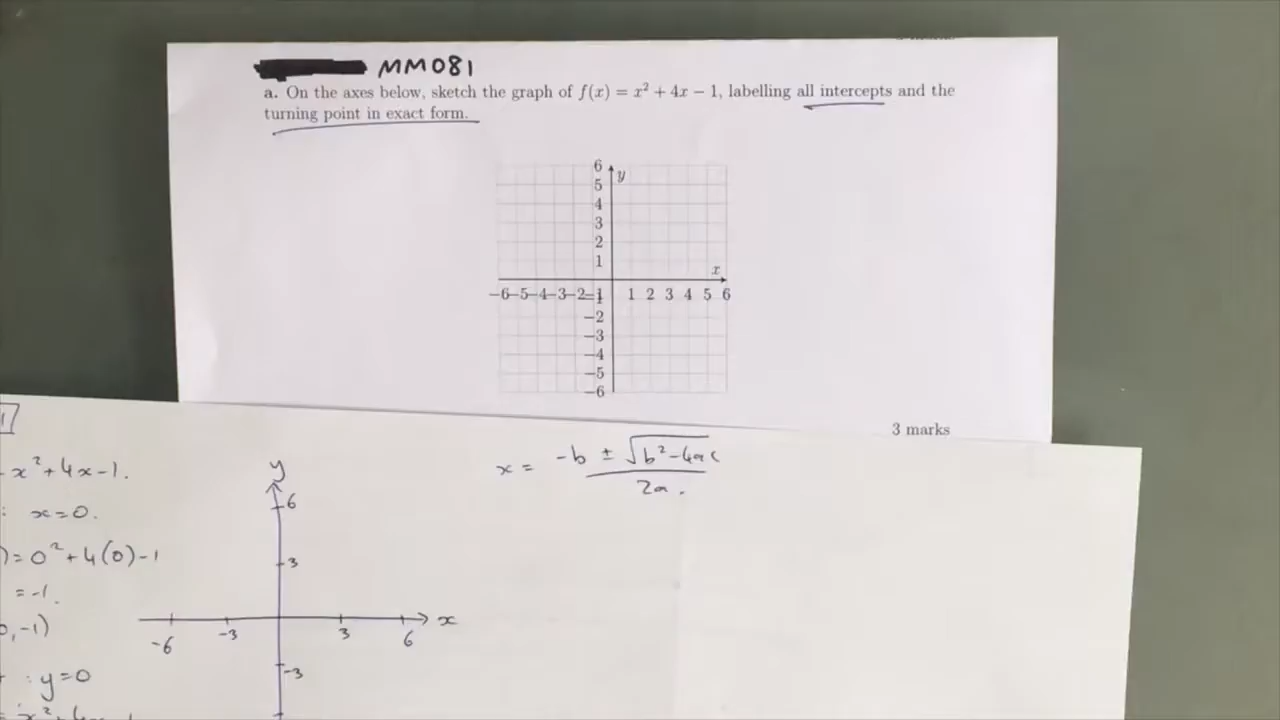 MM081
a. On the axes below, sketch the graph of f(x) = x² + 4x − 1, labelling all intercepts and the
turning point in exact form.
6
y
5
4
3
2
1
x
−6−5−4−3−2−1 1 2 3 4 5 6
−2
−3
−4
−5
−6
3 marks
x²+4x-1.
: x=0.
)=0²+4(0)-1
=-1.
0,-1)
: y=0
y
6
3
x
-6 -3 3 6
-3
x = -b ± √b²-4ac
2a.